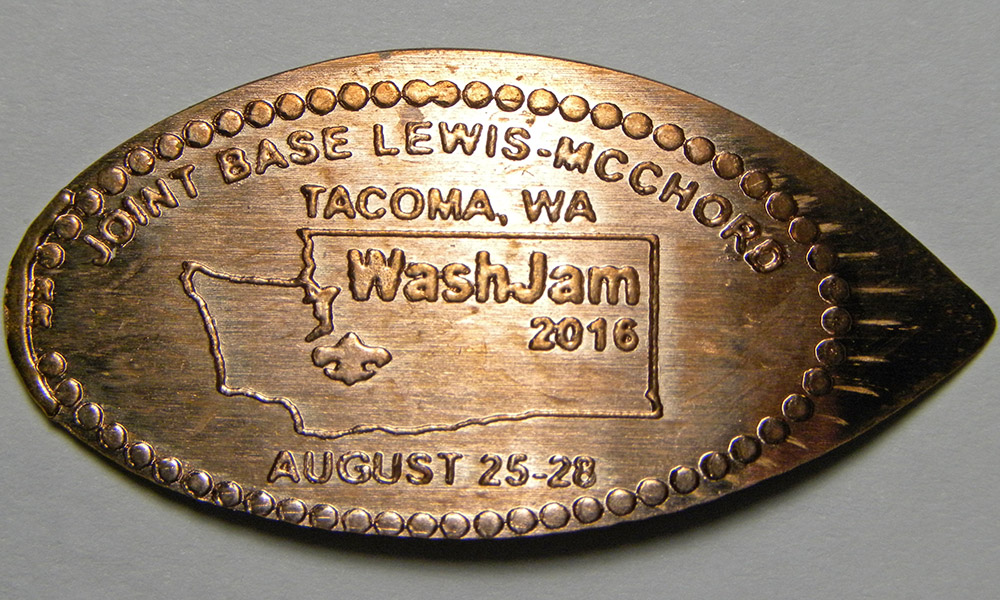 JOINT BASE LEWIS-MCCHORD
TACOMA, WA
WashJam
2016
AUGUST 25-28